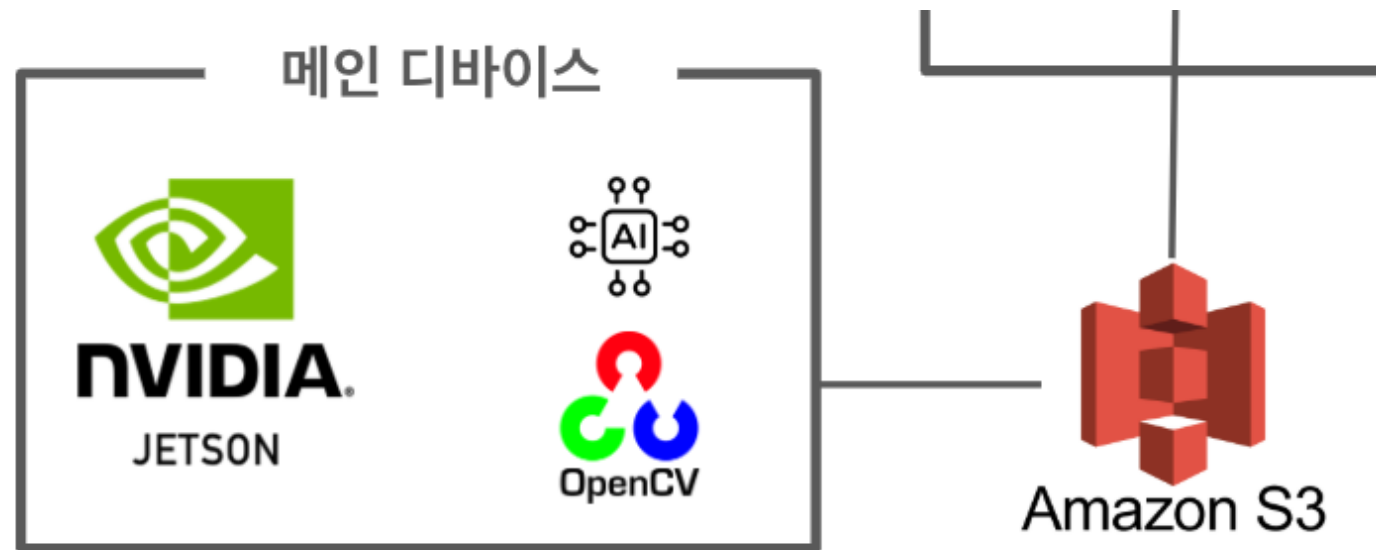 메인 디바이스
AI
NVIDIA.
JETSON
OpenCV
Amazon S3